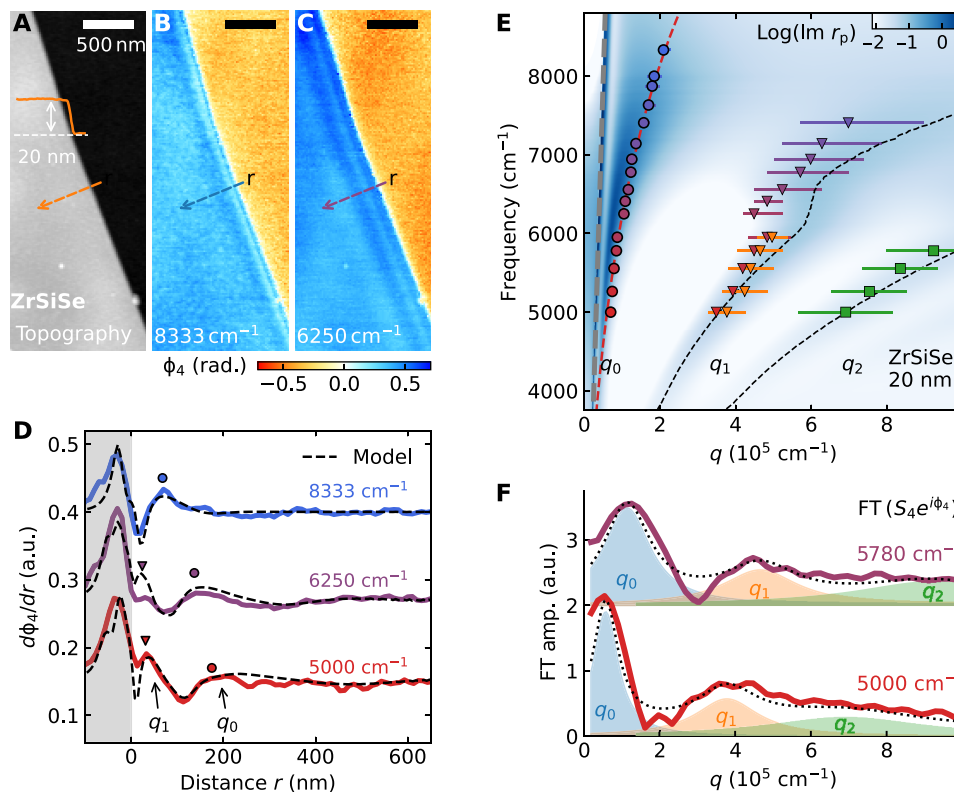 A
500 nm
20 nm
ZrSiSe
Topography
B
r
8333 cm⁻¹
C
r
6250 cm⁻¹
ϕ₄ (rad.)
−0.5 0.0 0.5
D
dϕ₄/dr (a.u.)
0.5
0.4
0.3
0.2
0.1
Model
8333 cm⁻¹
6250 cm⁻¹
5000 cm⁻¹
q₁ q₀
0 200 400 600
Distance r (nm)
E
Frequency (cm⁻¹)
8000
7000
6000
5000
4000
Log(Im rₚ)
−2 −1 0
q₀ q₁ q₂
ZrSiSe
20 nm
0 2 4 6 8
q (10⁵ cm⁻¹)
F
FT (S₄e^{iϕ₄})
FT amp. (a.u.)
3
2
2
1
0
5780 cm⁻
q₀ q₁ q₂
5000 cm⁻
q₀ q₁ q₂
0 2 4 6 8
q (10⁵ cm⁻¹)